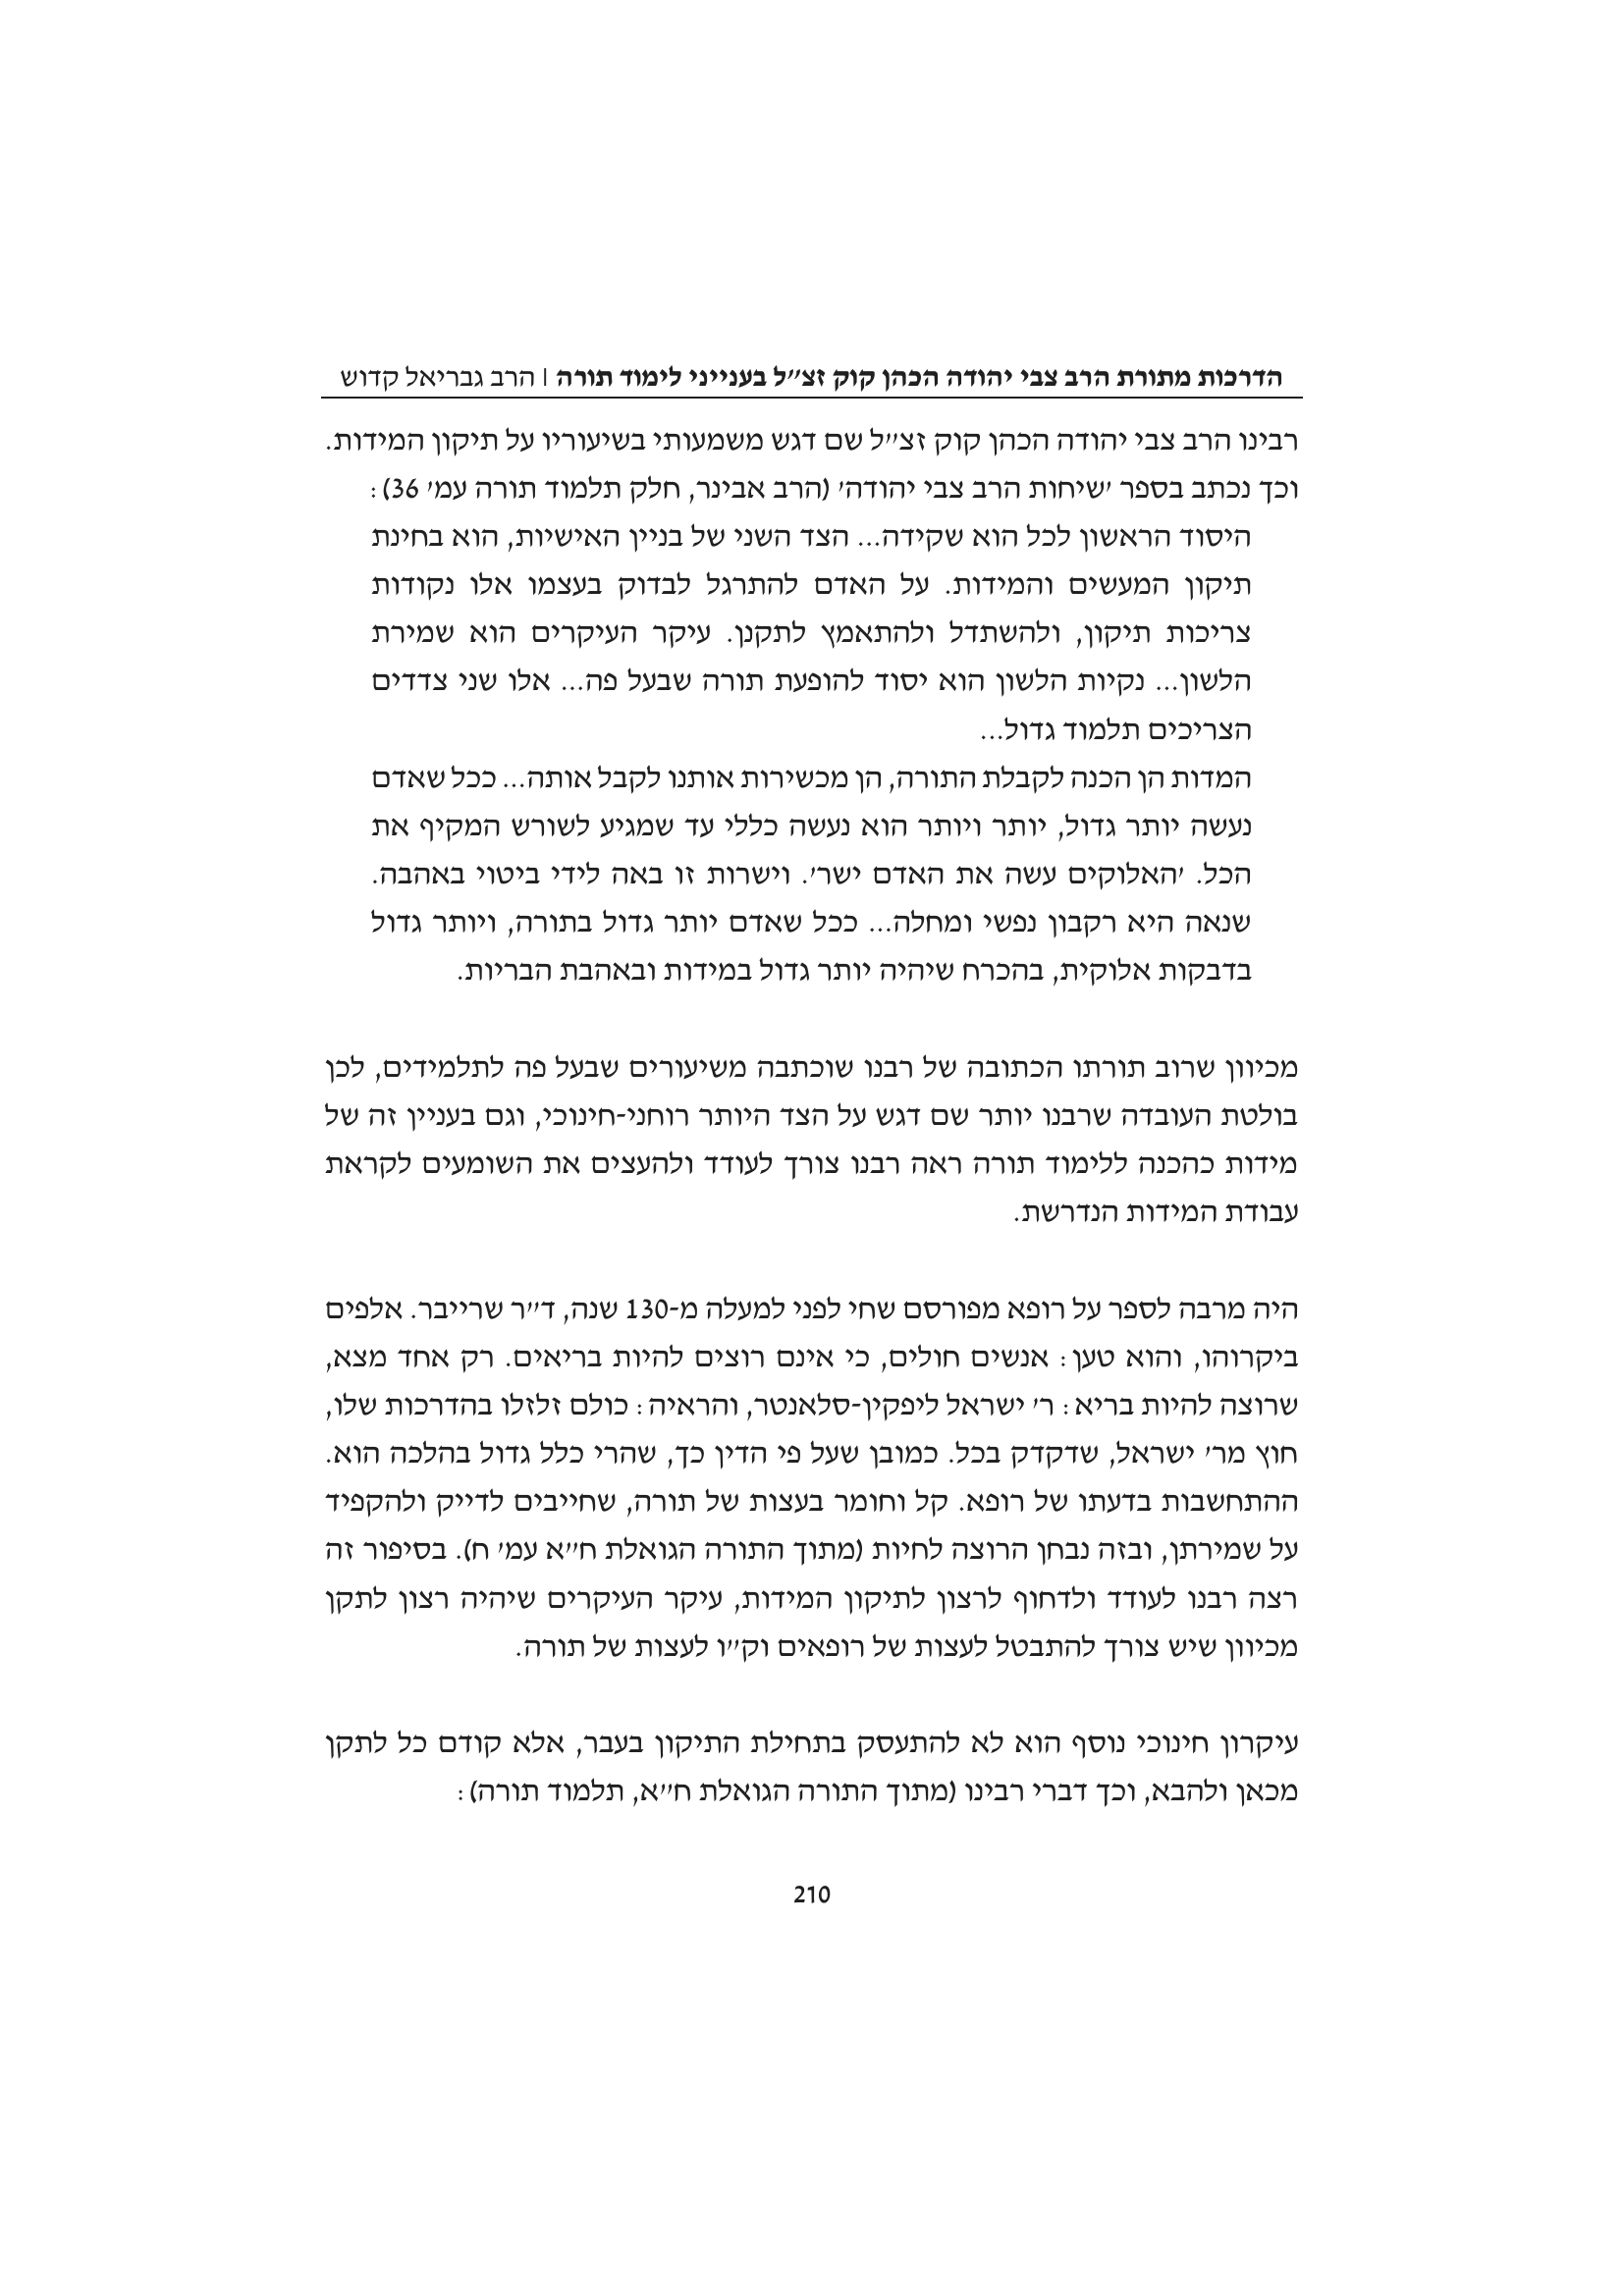 הדרכות מתורת הרב צבי יהודה הכהן קוק זצ״ל בענייני לימוד תורה | הרב גבריאל קדוש
רבינו הרב צבי יהודה הכהן קוק זצ״ל שם דגש משמעותי בשיעוריו על תיקון המידות.
וכך נכתב בספר ׳שיחות הרב צבי יהודה׳ (הרב אבינר, חלק תלמוד תורה עמ׳ 36):
היסוד הראשון לכל הוא שקידה... הצד השני של בניין האישיות, הוא בחינת
תיקון המעשים והמידות. על האדם להתרגל לבדוק בעצמו אלו נקודות
צריכות תיקון, ולהשתדל ולהתאמץ לתקנן. עיקר העיקרים הוא שמירת
הלשון... נקיות הלשון הוא יסוד להופעת תורה שבעל פה... אלו שני צדדים
הצריכים תלמוד גדול...
המדות הן הכנה לקבלת התורה, הן מכשירות אותנו לקבל אותה... ככל שאדם
נעשה יותר גדול, יותר ויותר הוא נעשה כללי עד שמגיע לשורש המקיף את
הכל. ׳האלוקים עשה את האדם ישר׳. וישרות זו באה לידי ביטוי באהבה.
שנאה היא רקבון נפשי ומחלה... ככל שאדם יותר גדול בתורה, ויותר גדול
בדבקות אלוקית, בהכרח שיהיה יותר גדול במידות ובאהבת הבריות.
מכיוון שרוב תורתו הכתובה של רבנו שוכתבה משיעורים שבעל פה לתלמידים, לכן
בולטת העובדה שרבנו יותר שם דגש על הצד היותר רוחני-חינוכי, וגם בעניין זה של
מידות כהכנה ללימוד תורה ראה רבנו צורך לעודד ולהעצים את השומעים לקראת
עבודת המידות הנדרשת.
היה מרבה לספר על רופא מפורסם שחי לפני למעלה מ-130 שנה, ד״ר שרייבר. אלפים
ביקרוהו, והוא טען: אנשים חולים, כי אינם רוצים להיות בריאים. רק אחד מצא,
שרוצה להיות בריא: ר׳ ישראל ליפקין-סלאנטר, והראיה: כולם זלזלו בהדרכות שלו,
חוץ מר׳ ישראל, שדקדק בכל. כמובן שעל פי הדין כך, שהרי כלל גדול בהלכה הוא.
ההתחשבות בדעתו של רופא. קל וחומר בעצות של תורה, שחייבים לדייק ולהקפיד
על שמירתן, ובזה נבחן הרוצה לחיות (מתוך התורה הגואלת ח״א עמ׳ ח). בסיפור זה
רצה רבנו לעודד ולדחוף לרצון לתיקון המידות, עיקר העיקרים שיהיה רצון לתקן
מכיוון שיש צורך להתבטל לעצות של רופאים וק״ו לעצות של תורה.
עיקרון חינוכי נוסף הוא לא להתעסק בתחילת התיקון בעבר, אלא קודם כל לתקן
מכאן ולהבא, וכך דברי רבינו (מתוך התורה הגואלת ח״א, תלמוד תורה):
210